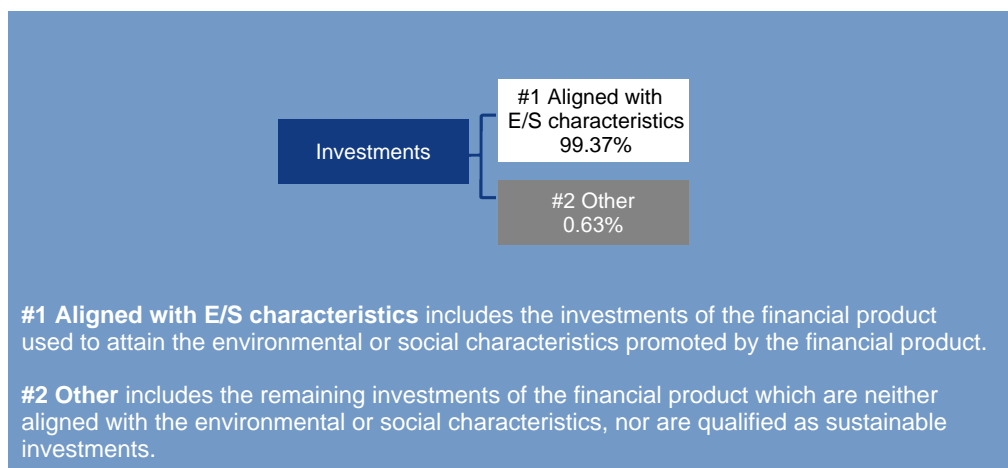 Investments
#1 Aligned with
E/S characteristics
99.37%
#2 Other
0.63%
#1 Aligned with E/S characteristics includes the investments of the financial product
used to attain the environmental or social characteristics promoted by the financial product.
#2 Other includes the remaining investments of the financial product which are neither
aligned with the environmental or social characteristics, nor are qualified as sustainable
investments.